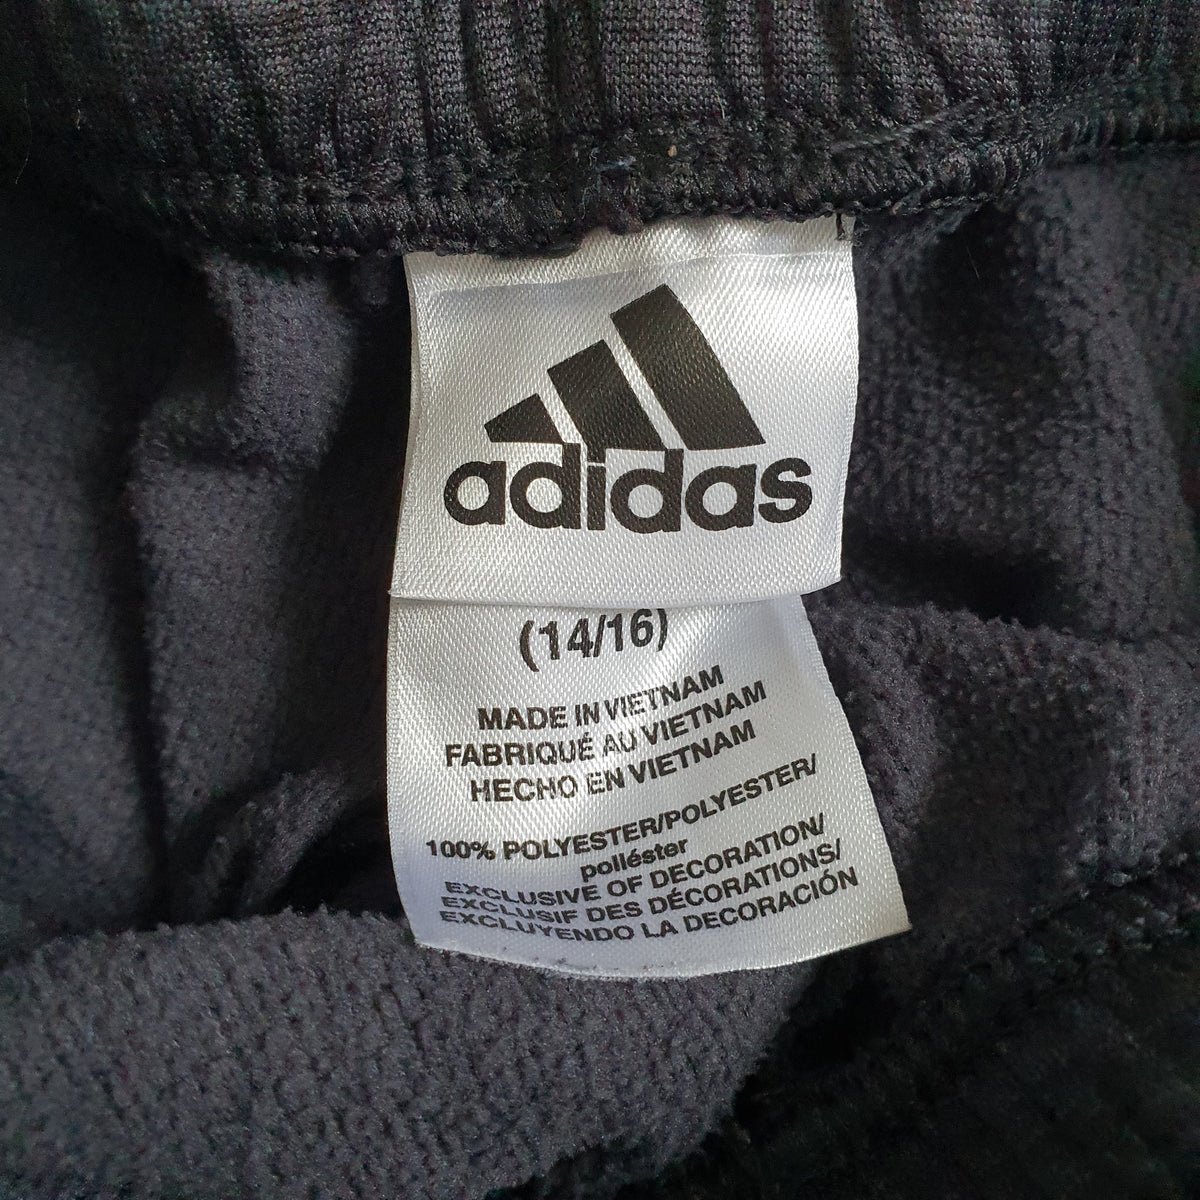 adidas
(14/16)
MADE IN VIETNAM
FABRIQUÉ AU VIETNAM
HECHO EN VIETNAM
100% POLYESTER/POLYESTER/
poliéster
EXCLUSIVE OF DECORATION/
EXCLUSIF DES DÉCORATIONS/
EXCLUYENDO LA DECORACIÓN